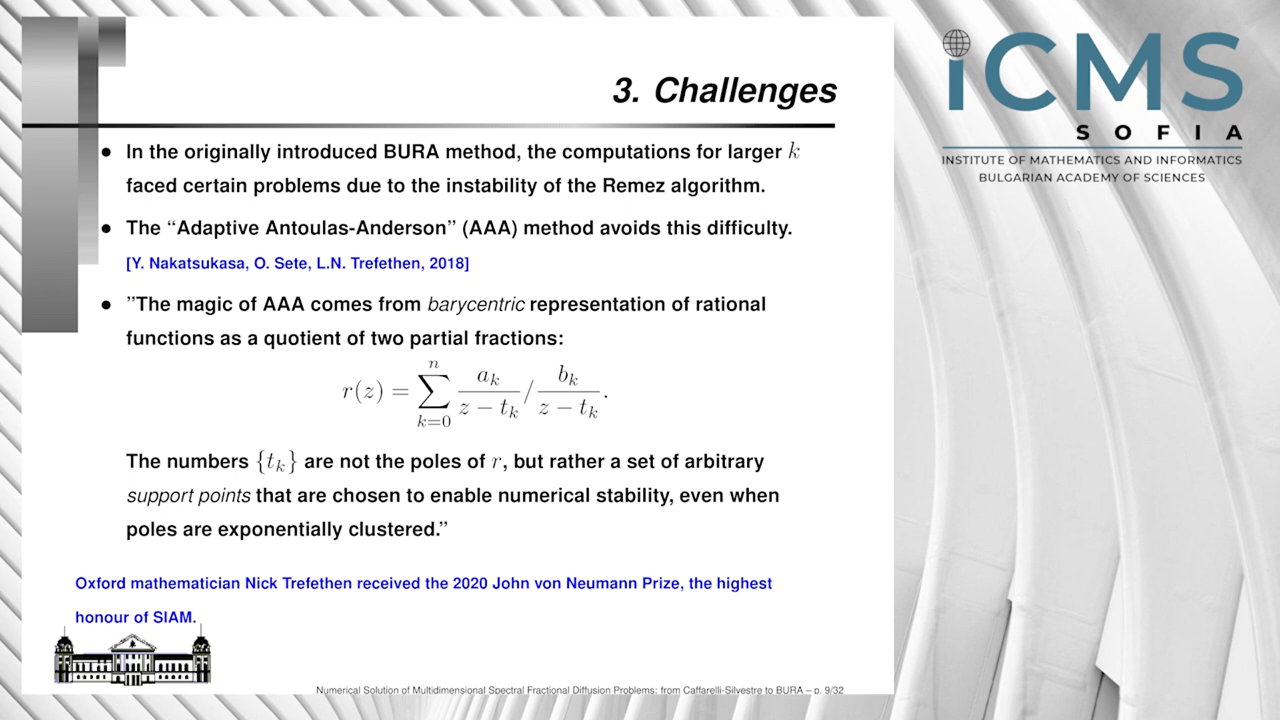 3. Challenges
• In the originally introduced BURA method, the computations for larger k
faced certain problems due to the instability of the Remez algorithm.
• The “Adaptive Antoulas-Anderson” (AAA) method avoids this difficulty.
[Y. Nakatsukasa, O. Sete, L.N. Trefethen, 2018]
• ”The magic of AAA comes from barycentric representation of rational
functions as a quotient of two partial fractions:
r(z) = \sum_{k=0}^{n} \frac{a_k}{z - t_k} / \frac{b_k}{z - t_k}.
The numbers {t_k} are not the poles of r, but rather a set of arbitrary
support points that are chosen to enable numerical stability, even when
poles are exponentially clustered.”
Oxford mathematician Nick Trefethen received the 2020 John von Neumann Prize, the highest
honour of SIAM.
Numerical Solution of Multidimensional Spectral Fractional Diffusion Problems: from Caffarelli-Silvestre to BURA – p. 9/32
iCMS
SOFIA
INSTITUTE OF MATHEMATICS AND INFORMATICS
BULGARIAN ACADEMY OF SCIENCES